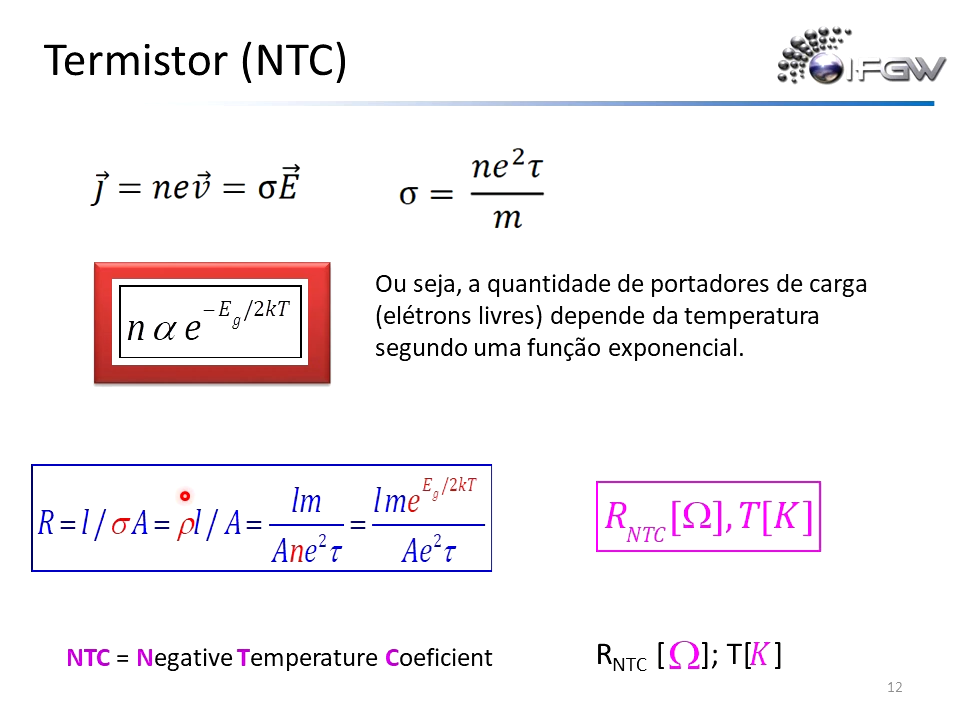 Termistor (NTC)
IFGW
j⃗ = nev⃗ = σE⃗
σ = ne²τ / m
n α e^(−E_g/2kT)
Ou seja, a quantidade de portadores de carga
(elétrons livres) depende da temperatura
segundo uma função exponencial.
R = l / σA = ρl / A = lm / Ane²τ = lme^(E_g/2kT) / Ae²τ
R_NTC [Ω], T[K]
NTC = Negative Temperature Coeficient
R_NTC [Ω]; T[K]
12